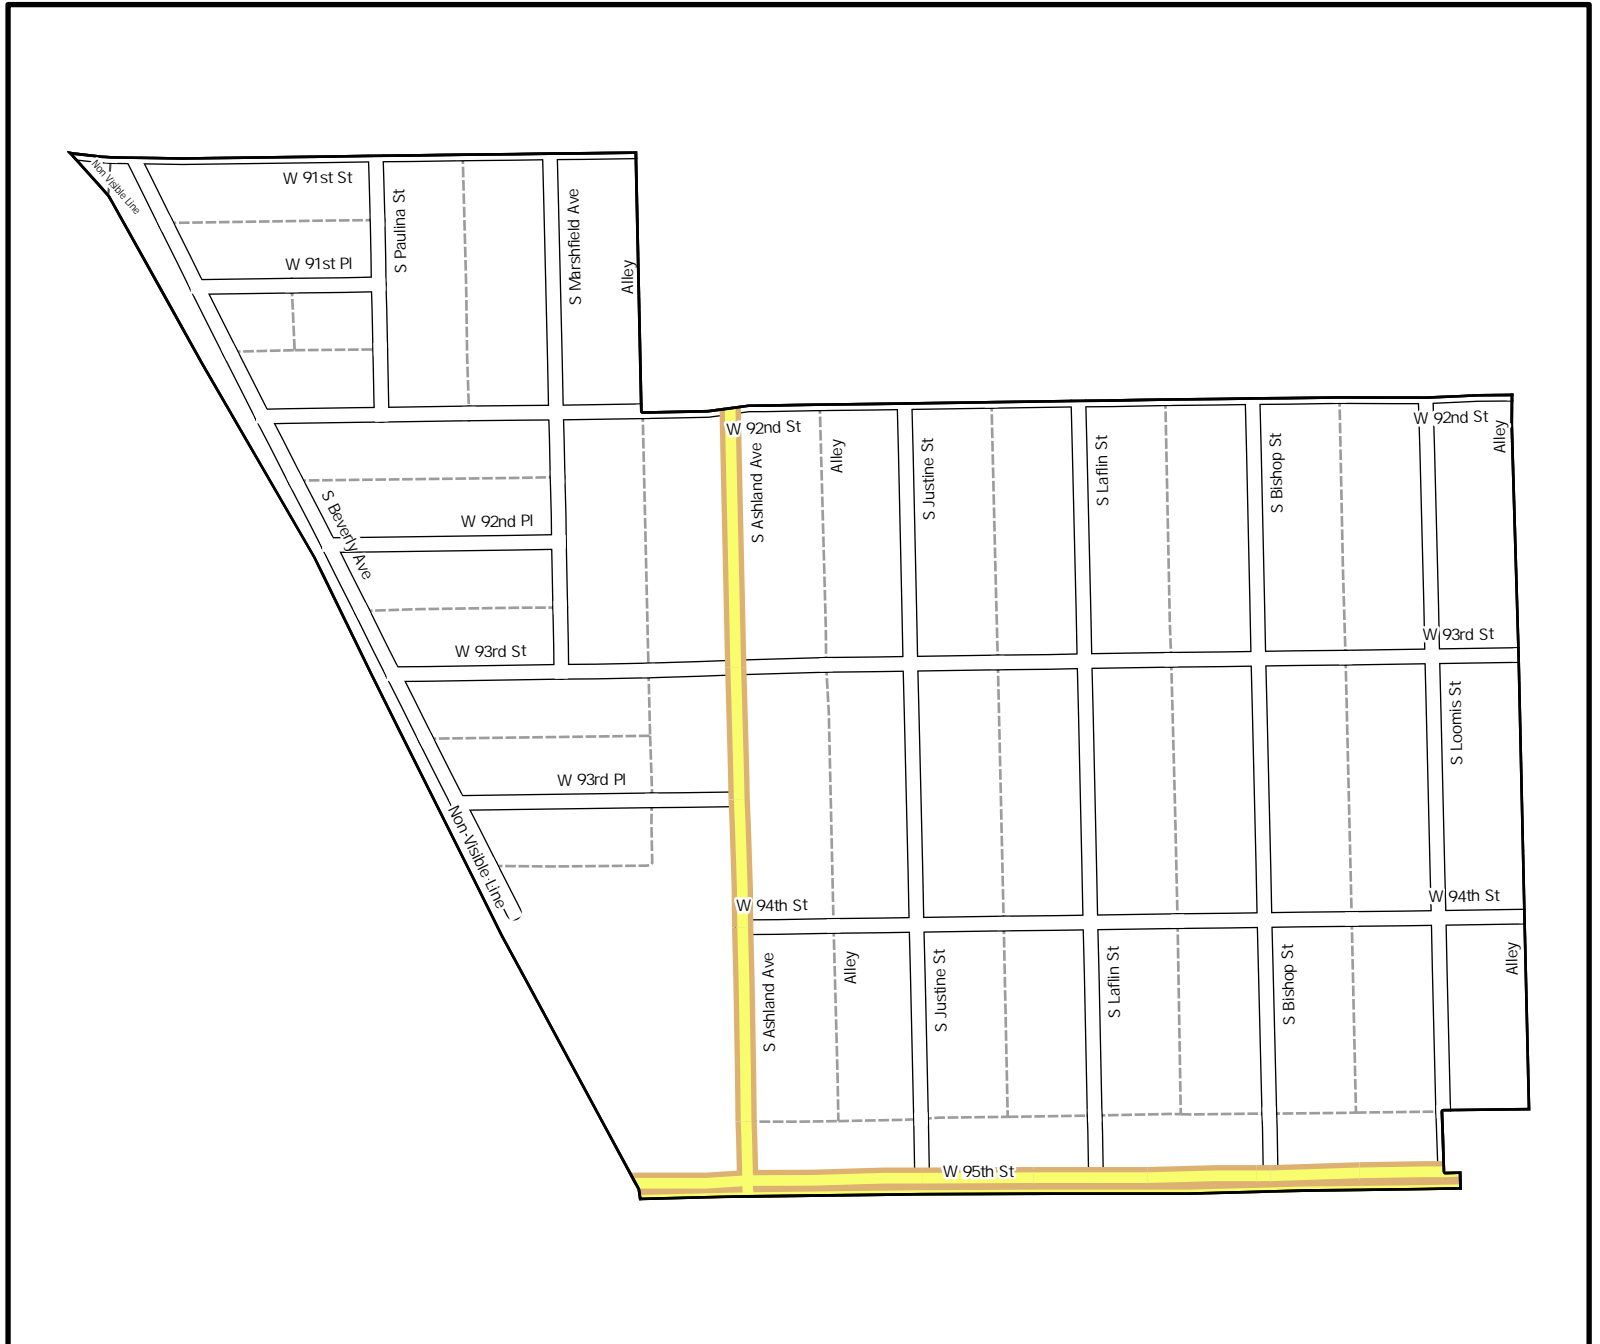 Non Visible Line
W 91st St
S Paulina St
S Marshfield Ave
Alley
W 91st Pl
W 92nd St
W 92nd St
Alley
S Ashland Ave
Alley
S Justine St
S Laflin St
S Bishop St
S Beverly Ave
W 92nd Pl
W 93rd St
W 93rd St
S Loomis St
W 93rd Pl
Non-Visible Line
W 94th St
W 94th St
S Ashland Ave
Alley
S Justine St
S Laflin St
S Bishop St
Alley
W 95th St